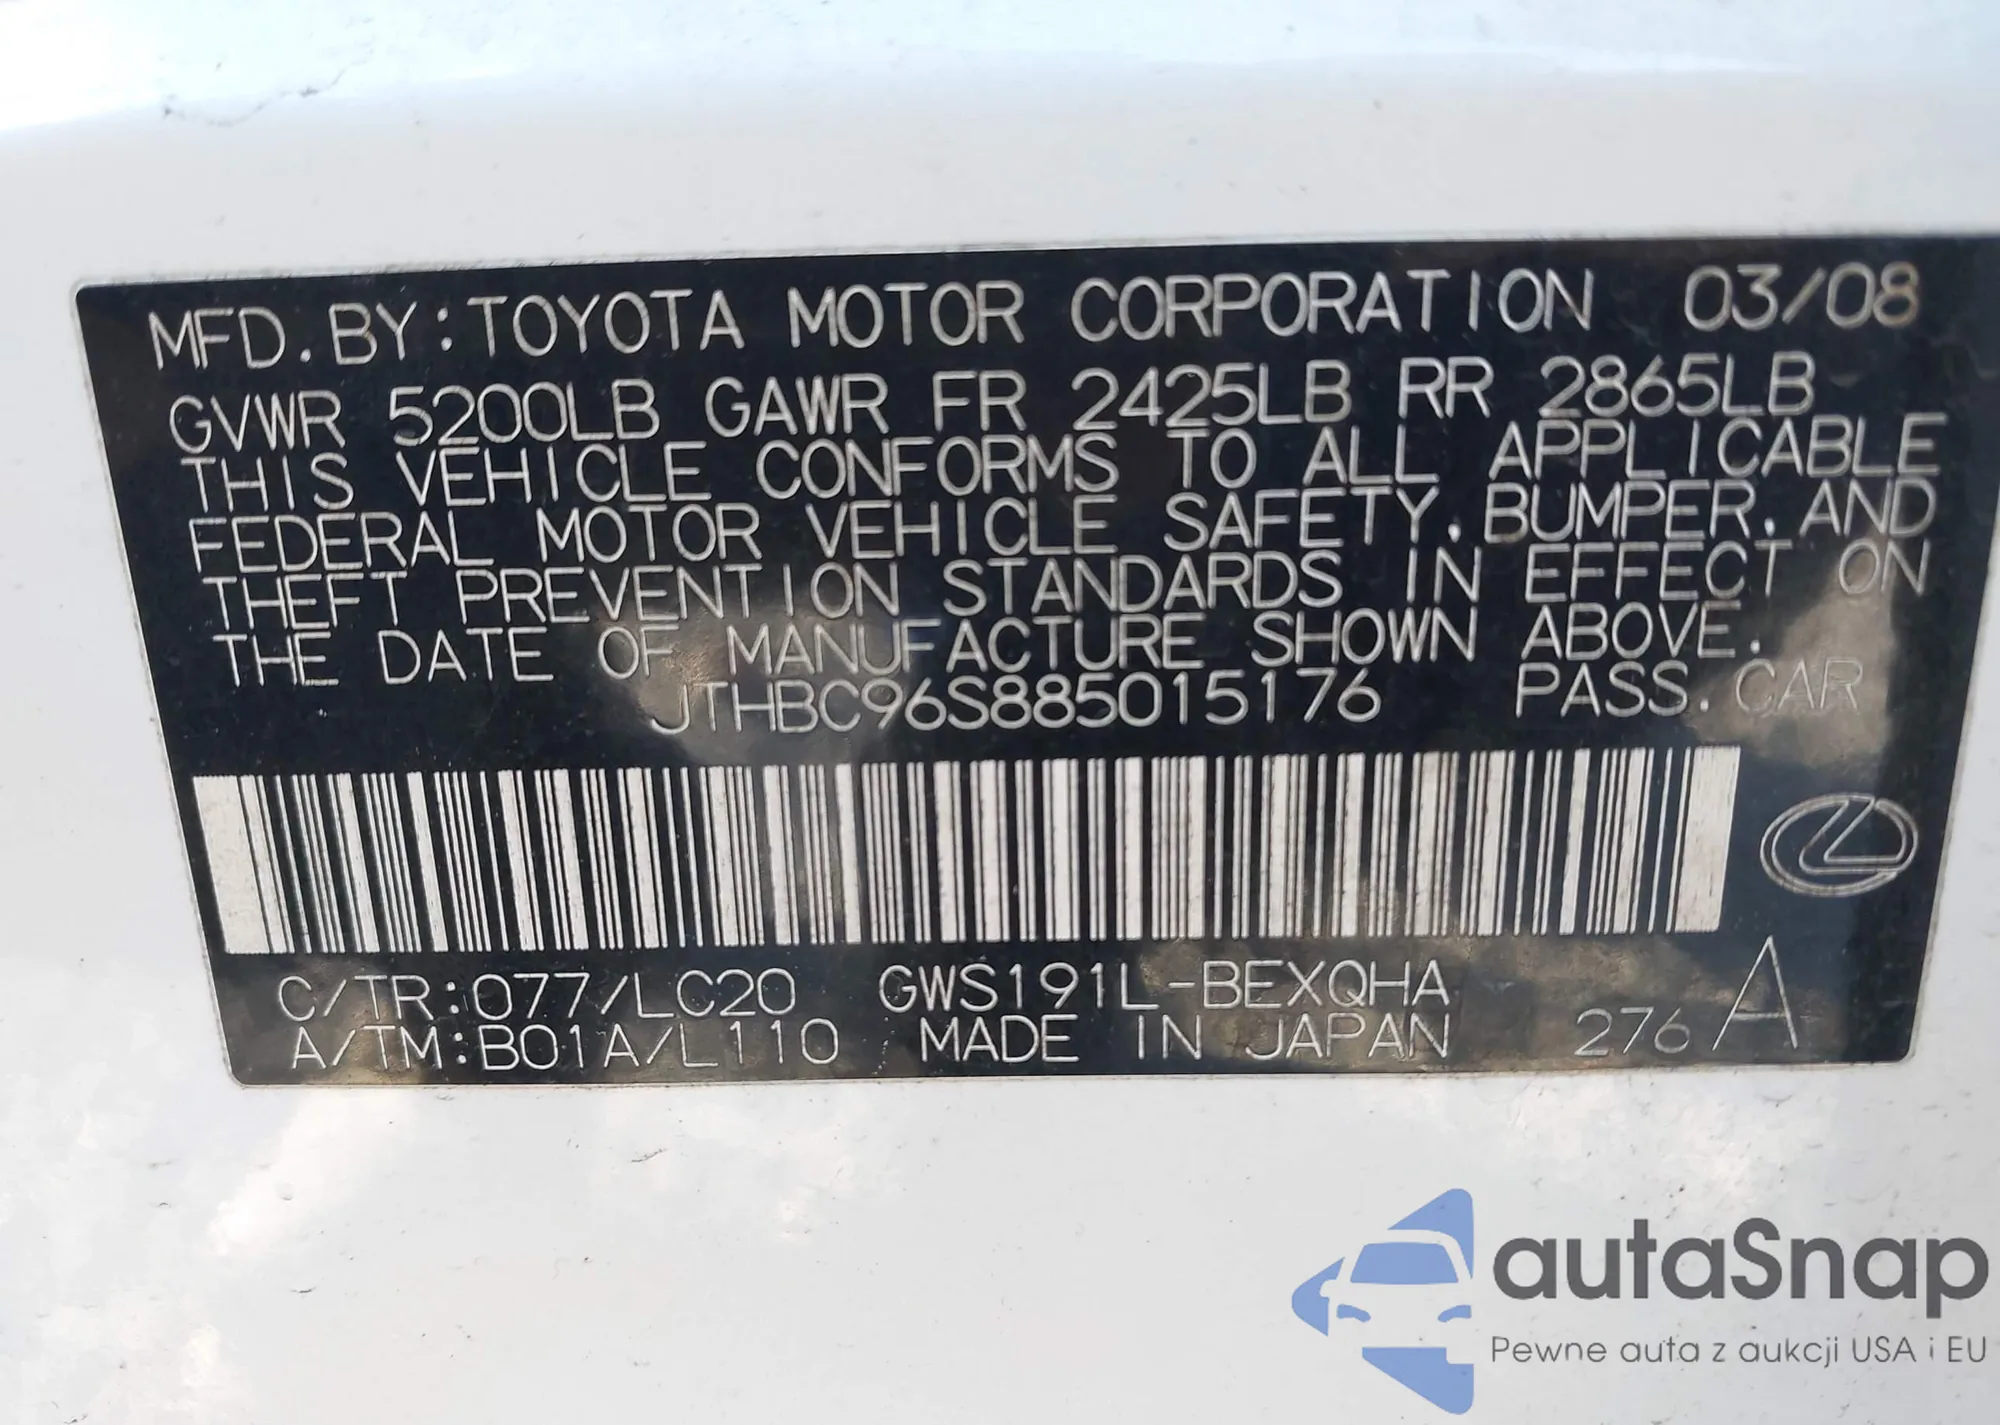 MFD. BY: TOYOTA MOTOR CORPORATION 03/08
GVWR 5200LB GAWR FR 2425LB RR 2865LB
THIS VEHICLE CONFORMS TO ALL APPLICABLE
FEDERAL MOTOR VEHICLE SAFETY, BUMPER, AND
THEFT PREVENTION STANDARDS IN EFFECT ON
THE DATE OF MANUFACTURE SHOWN ABOVE.
JTHBC96S885015176 PASS. CAR
C/TR:077/LC20 GWS191L-BEXQHA
A/TM:B01A/L110 MADE IN JAPAN 276 A
autaSnap
Pewne auta z aukcji USA i EU